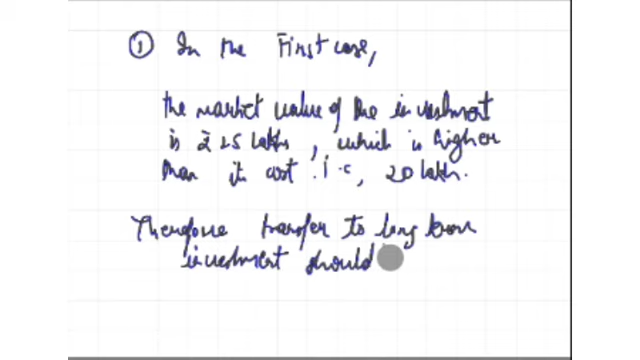 ① In the First case,
the market value of the investment
is ₹ 25 lakhs, which is higher
than its cost i.e, 20 lakh.
Therefore transfer to long term
investment should